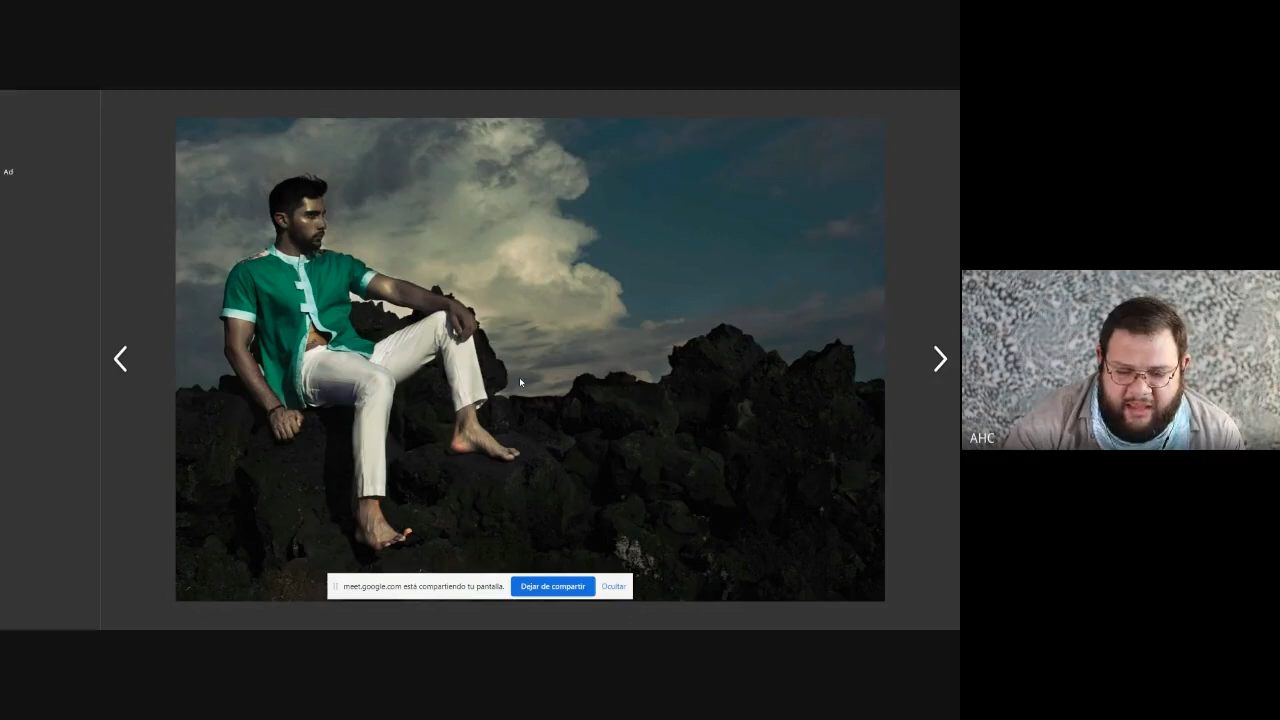 Ad
AHC
meet.google.com está compartiendo tu pantalla.
Dejar de compartir
Ocultar